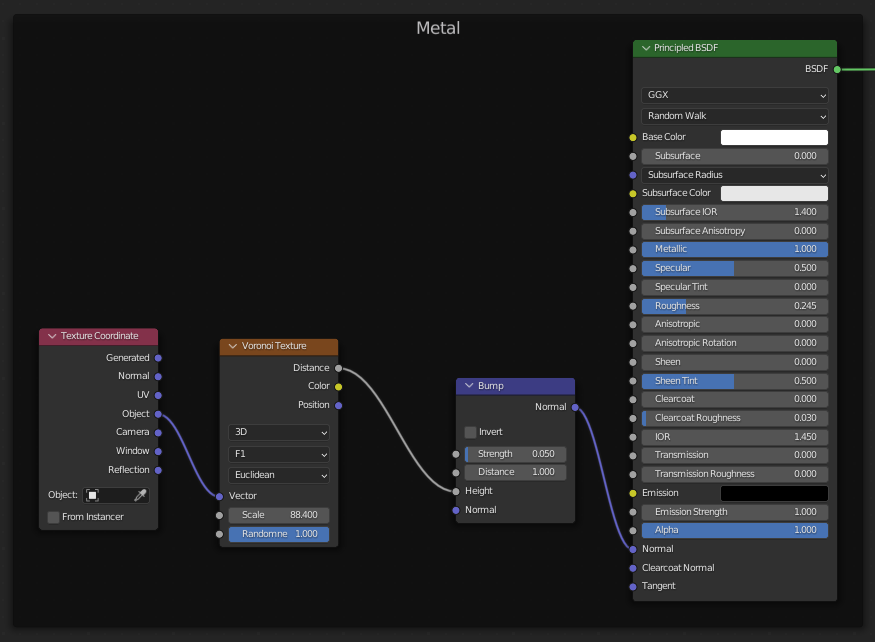 Metal
Texture Coordinate
Generated
Normal
UV
Object
Camera
Window
Reflection
Object:
From Instancer
Voronoi Texture
Distance
Color
Position
3D
F1
Euclidean
Vector
Scale 88.400
Randomne 1.000
Bump
Normal
Invert
Strength 0.050
Distance 1.000
Height
Normal
Principled BSDF
BSDF
GGX
Random Walk
Base Color
Subsurface 0.000
Subsurface Radius
Subsurface Color
Subsurface IOR 1.400
Subsurface Anisotropy 0.000
Metallic 1.000
Specular 0.500
Specular Tint 0.000
Roughness 0.245
Anisotropic 0.000
Anisotropic Rotation 0.000
Sheen 0.000
Sheen Tint 0.500
Clearcoat 0.000
Clearcoat Roughness 0.030
IOR 1.450
Transmission 0.000
Transmission Roughness 0.000
Emission
Emission Strength 1.000
Alpha 1.000
Normal
Clearcoat Normal
Tangent